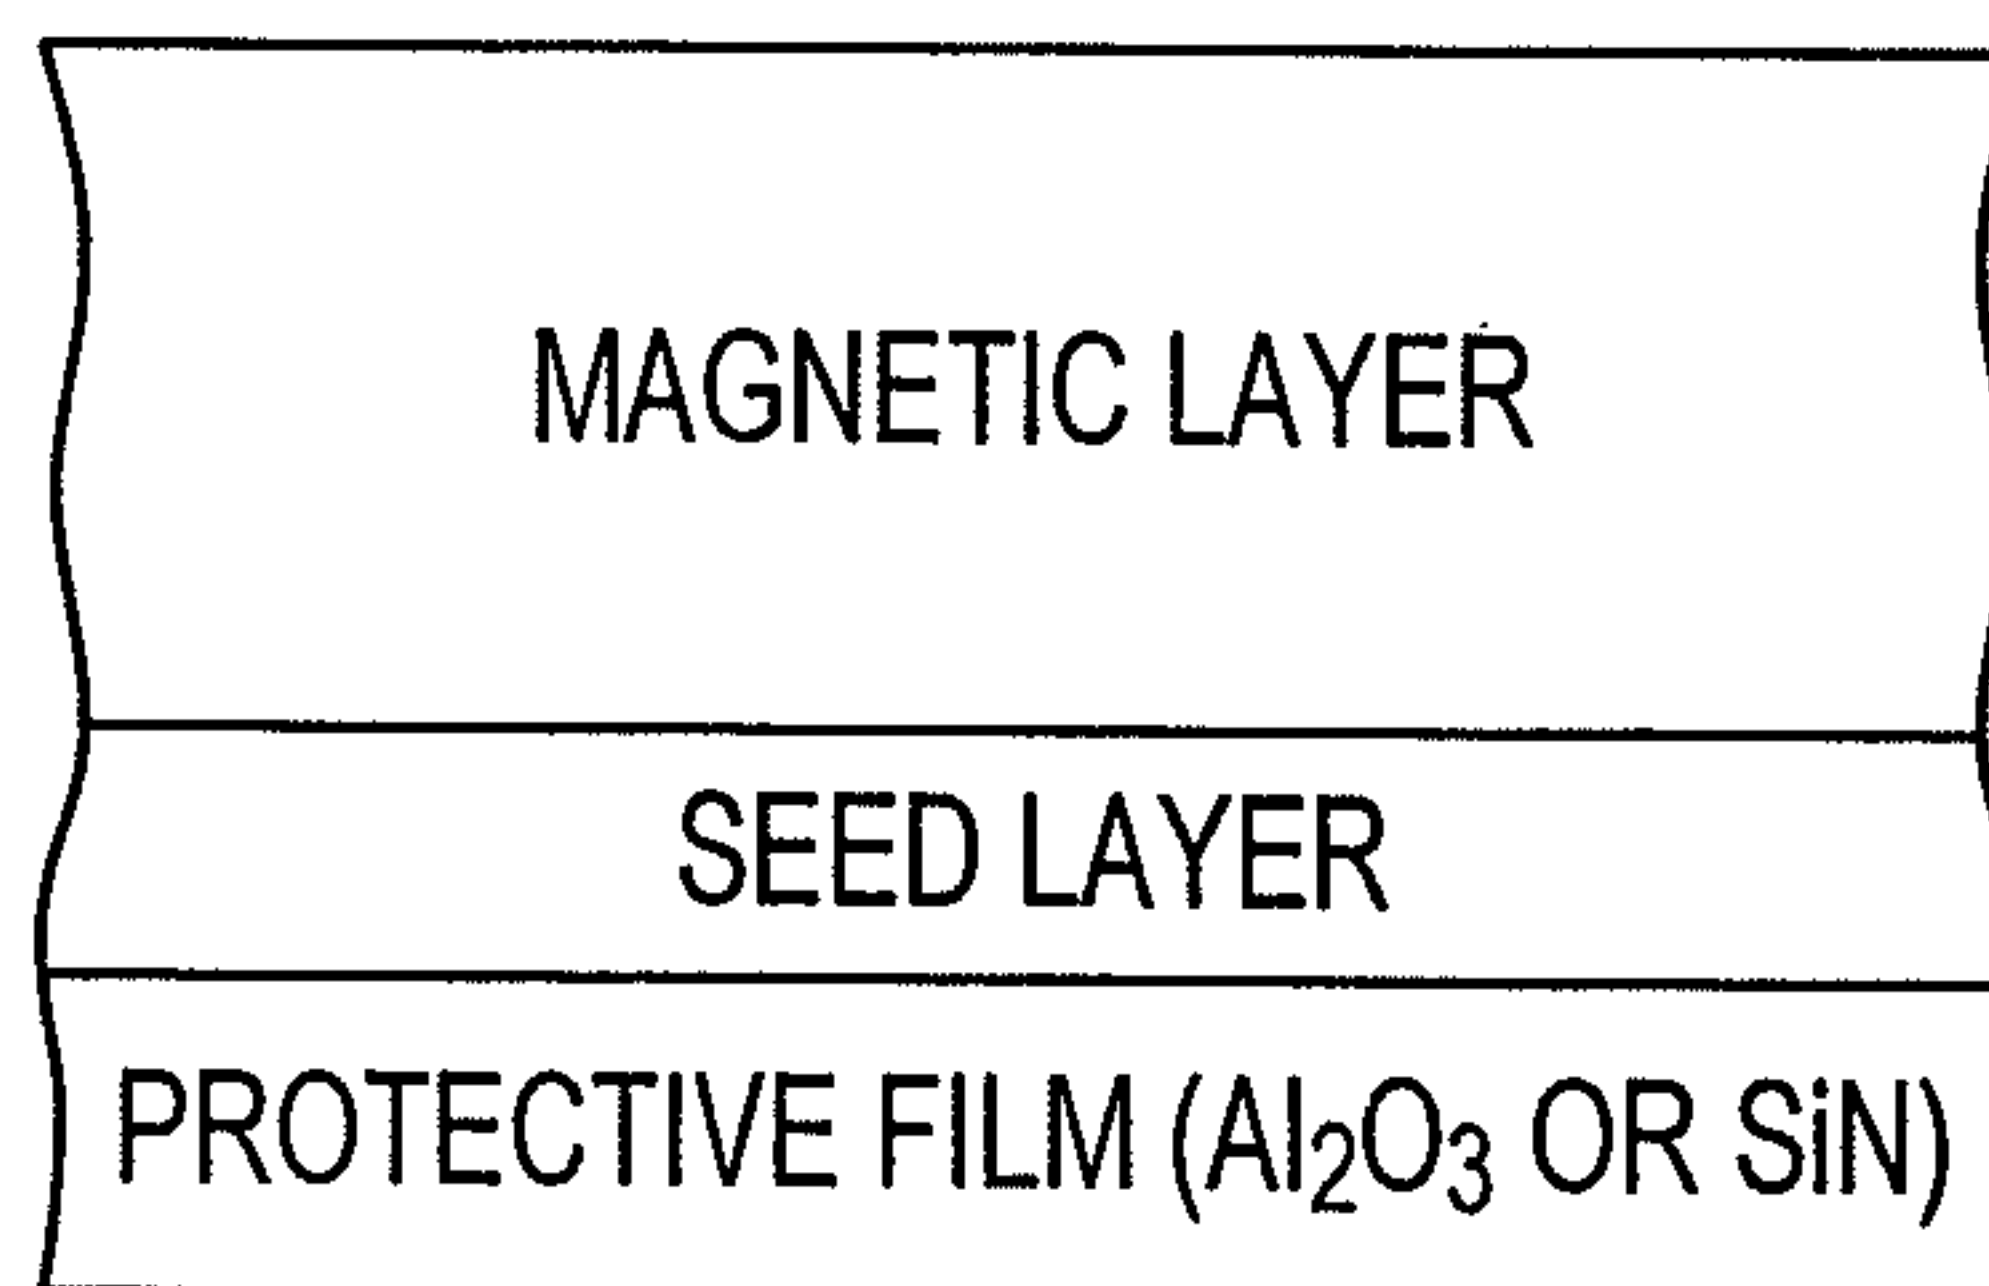 MAGNETIC LAYER
SEED LAYER
PROTECTIVE FILM (Al₂O₃ OR SiN)